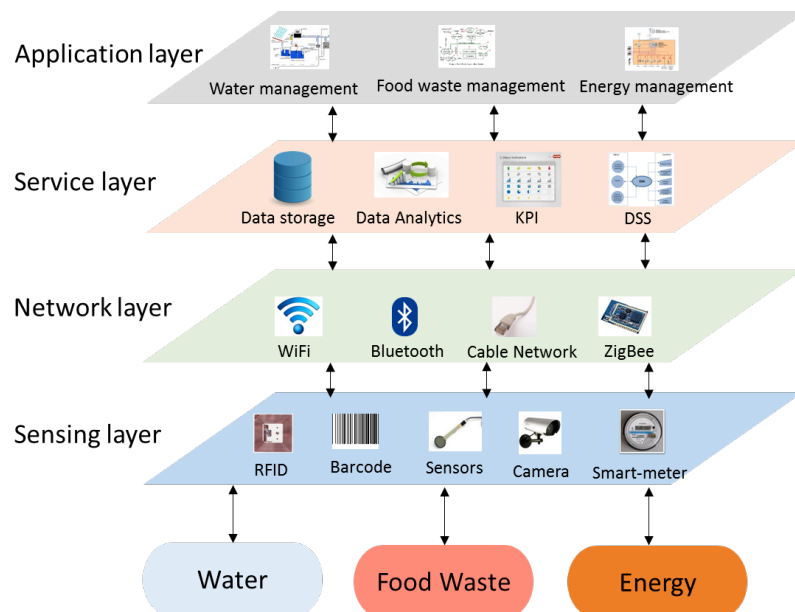 Application layer
Water management
Food waste management
Energy management
Service layer
Data storage
Data Analytics
KPI
DSS
Network layer
WiFi
Bluetooth
Cable Network
ZigBee
Sensing layer
RFID
Barcode
Sensors
Camera
Smart-meter
Water
Food Waste
Energy